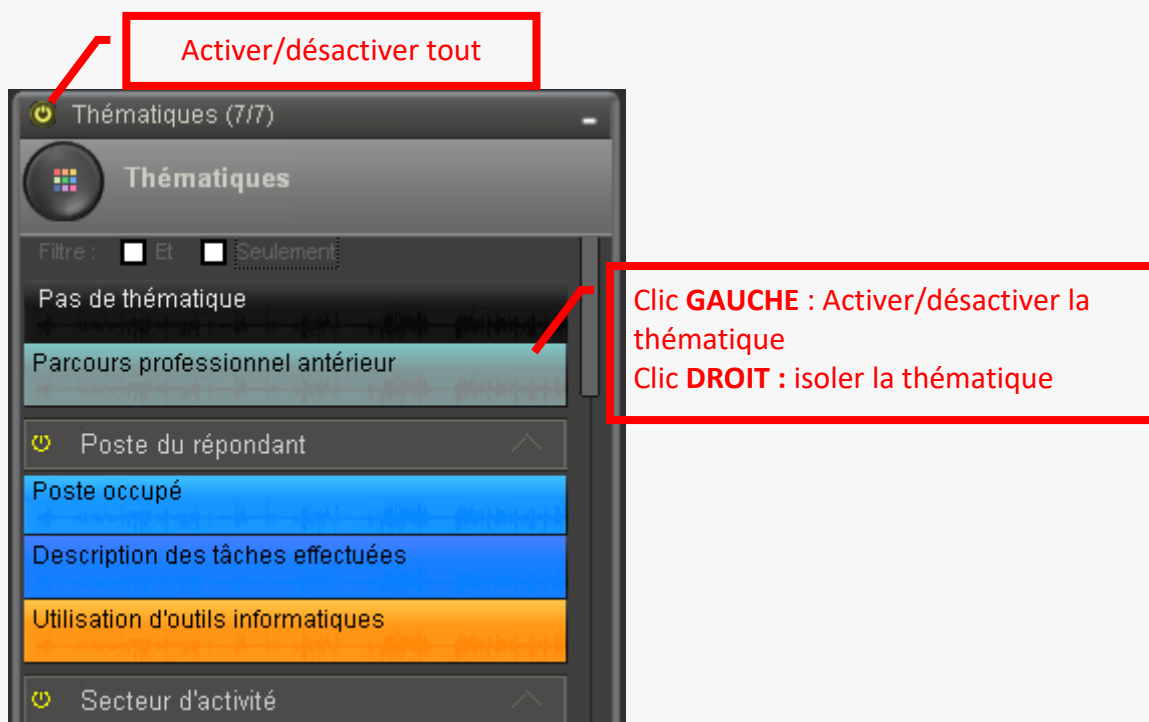 Activer/désactiver tout
Thématiques (7/7)
Thématiques
Filtre : Et Seulement
Pas de thématique
Parcours professionnel antérieur
Clic GAUCHE : Activer/désactiver la
thématique
Clic DROIT : isoler la thématique
Poste du répondant
Poste occupé
Description des tâches effectuées
Utilisation d'outils informatiques
Secteur d'activité